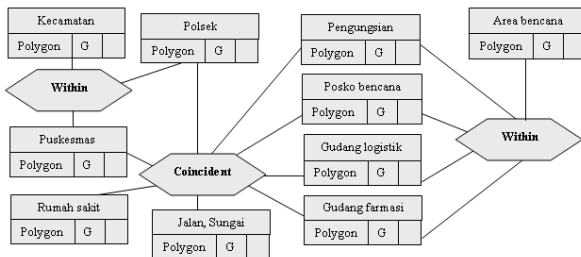 Kecamatan
Polygon G
Polsek
Polygon G
Pengungsian
Polygon G
Area bencana
Polygon G
Within
Posko bencana
Polygon G
Puskesmas
Polygon G
Within
Gudang logistik
Polygon G
Coincident
Rumah sakit
Polygon G
Jalan, Sungai
Polygon G
Gudang farmasi
Polygon G